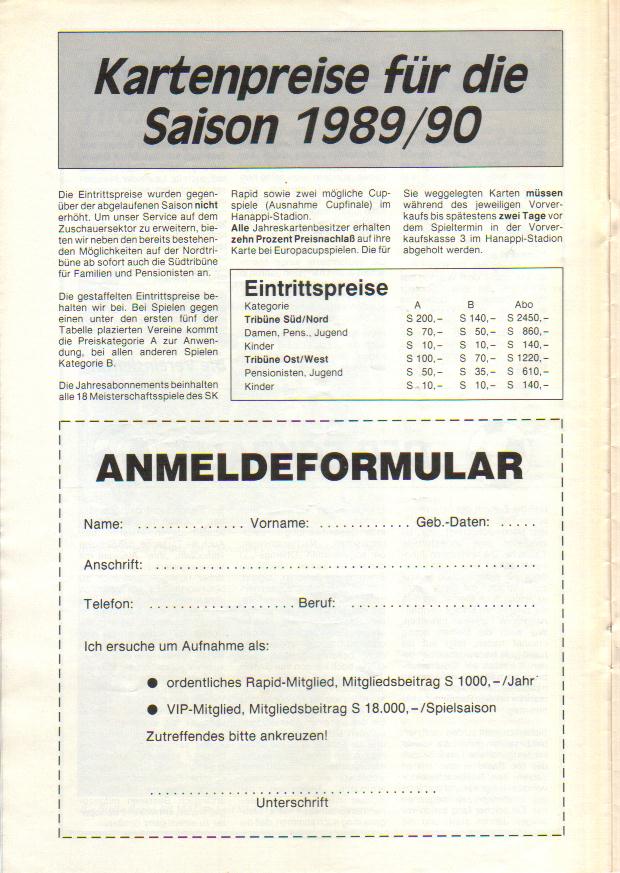 Kartenpreise für die
Saison 1989/90
Die Eintrittspreise wurden gegen-
über der abgelaufenen Saison nicht
erhöht. Um unser Service auf dem
Zuschauersektor zu erweitern, bie-
ten wir neben den bereits bestehen-
den Möglichkeiten auf der Nordtri-
büne ab sofort auch die Südtribüne
für Familien und Pensionisten an.
Die gestaffelten Eintrittspreise be-
halten wir bei. Bei Spielen gegen
einen unter den ersten fünf der
Tabelle plazierten Vereine kommt
die Preiskategorie A zur Anwen-
dung, bei allen anderen Spielen
Kategorie B.
Die Jahresabonnements beinhalten
alle 18 Meisterschaftsspiele des SK
Rapid sowie zwei mögliche Cup-
spiele (Ausnahme Cupfinale) im
Hanappi-Stadion.
Alle Jahreskartenbesitzer erhalten
zehn Prozent Preisnachlaß auf ihre
Karte bei Europacupspielen. Die für
Sie weggelegten Karten müssen
während des jeweiligen Vorver-
kaufs bis spätestens zwei Tage vor
dem Spieltermin in der Vorver-
kaufskasse 3 im Hanappi-Stadion
abgeholt werden.
Eintrittspreise
Kategorie A B Abo
Tribüne Süd/Nord S 200,– S 140,– S 2450,–
Damen, Pens., Jugend S 70,– S 50,– S 860,–
Kinder S 10,– S 10,– S 140,–
Tribüne Ost/West S 100,– S 70,– S 1220,–
Pensionisten, Jugend S 50,– S 35,– S 610,–
Kinder S 10,– S 10,– S 140,–
ANMELDEFORMULAR
Name: .............. Vorname: ............ Geb.-Daten: .....
Anschrift: ..................................................
Telefon: ................... Beruf: ........................
Ich ersuche um Aufnahme als:
● ordentliches Rapid-Mitglied, Mitgliedsbeitrag S 1000,–/Jahr
● VIP-Mitglied, Mitgliedsbeitrag S 18.000,–/Spielsaison
Zutreffendes bitte ankreuzen!
......................................
Unterschrift